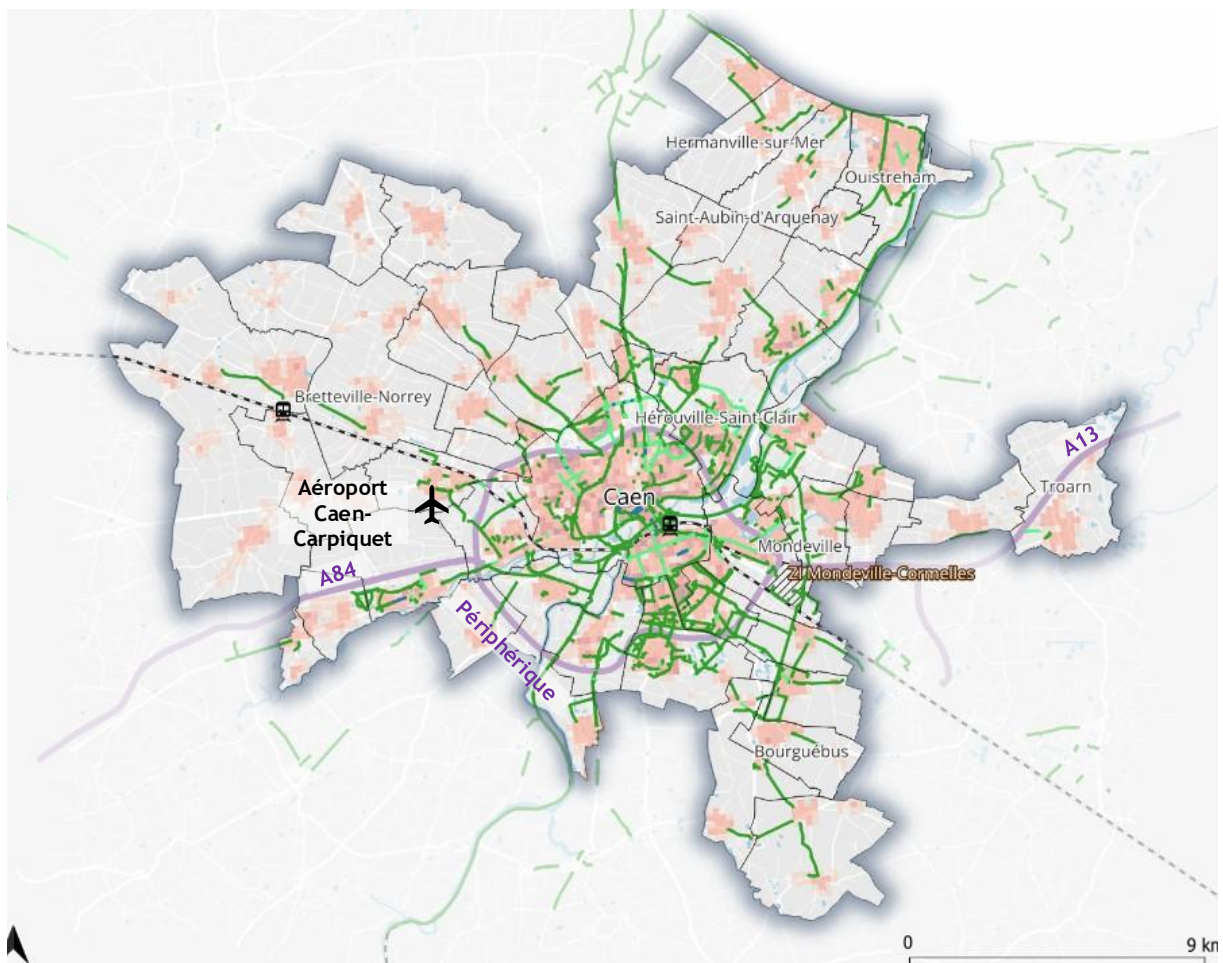 Hermanville-sur-Mer
Ouistreham
Saint-Aubin-d'Arquenay
Bretteville-Norrey
Hérouville-Saint-Clair
A13
Troarn
Aéroport
Caen-
Carpiquet
Caen
Mondeville
ZI Mondeville-Cormelles
A84
Périphérique
Bourguébus
0
9 km